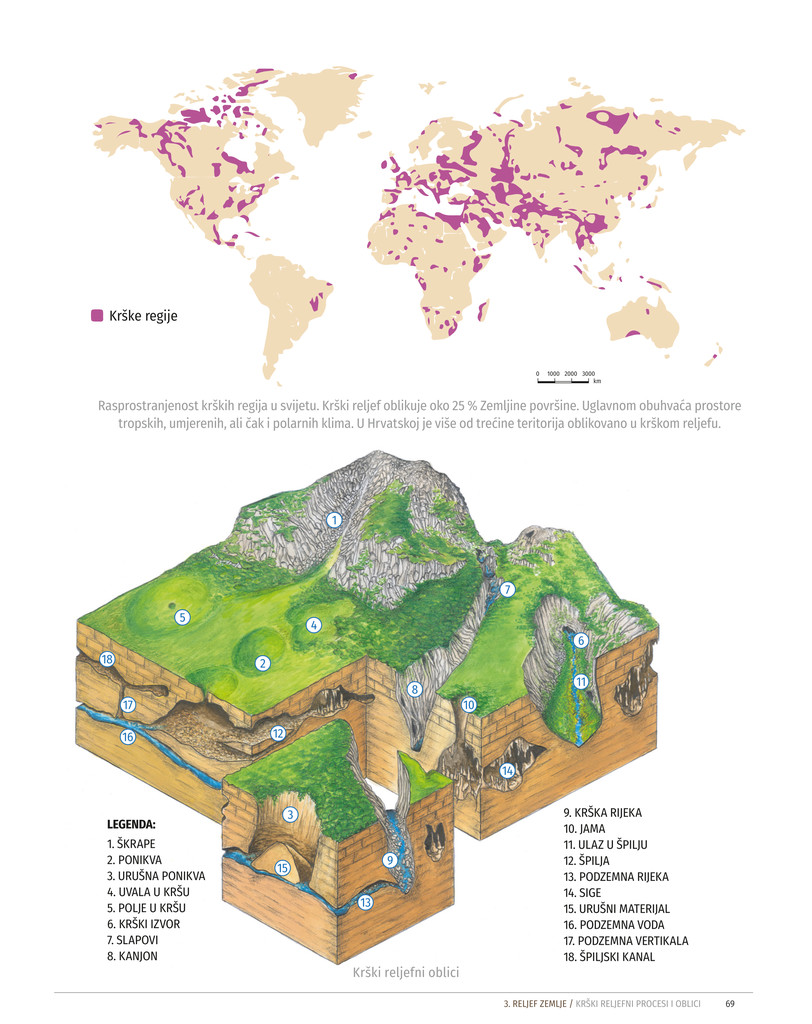 Krške regije
0 1000 2000 3000
km
Rasprostranjenost krških regija u svijetu. Krški reljef oblikuje oko 25 % Zemljine površine. Uglavnom obuhvaća prostore
tropskih, umjerenih, ali čak i polarnih klima. U Hrvatskoj je više od trećine teritorija oblikovano u krškom reljefu.
1
7
5
4
6
2
18
11
8
17
10
16
12
14
3
9
15
13
LEGENDA:
1. ŠKRAPE
2. PONIKVA
3. URUŠNA PONIKVA
4. UVALA U KRŠU
5. POLJE U KRŠU
6. KRŠKI IZVOR
7. SLAPOVI
8. KANJON
9. KRŠKA RIJEKA
10. JAMA
11. ULAZ U ŠPILJU
12. ŠPILJA
13. PODZEMNA RIJEKA
14. SIGE
15. URUŠNI MATERIJAL
16. PODZEMNA VODA
17. PODZEMNA VERTIKALA
18. ŠPILJSKI KANAL
Krški reljefni oblici
3. RELJEF ZEMLJE / KRŠKI RELJEFNI PROCESI I OBLICI 69